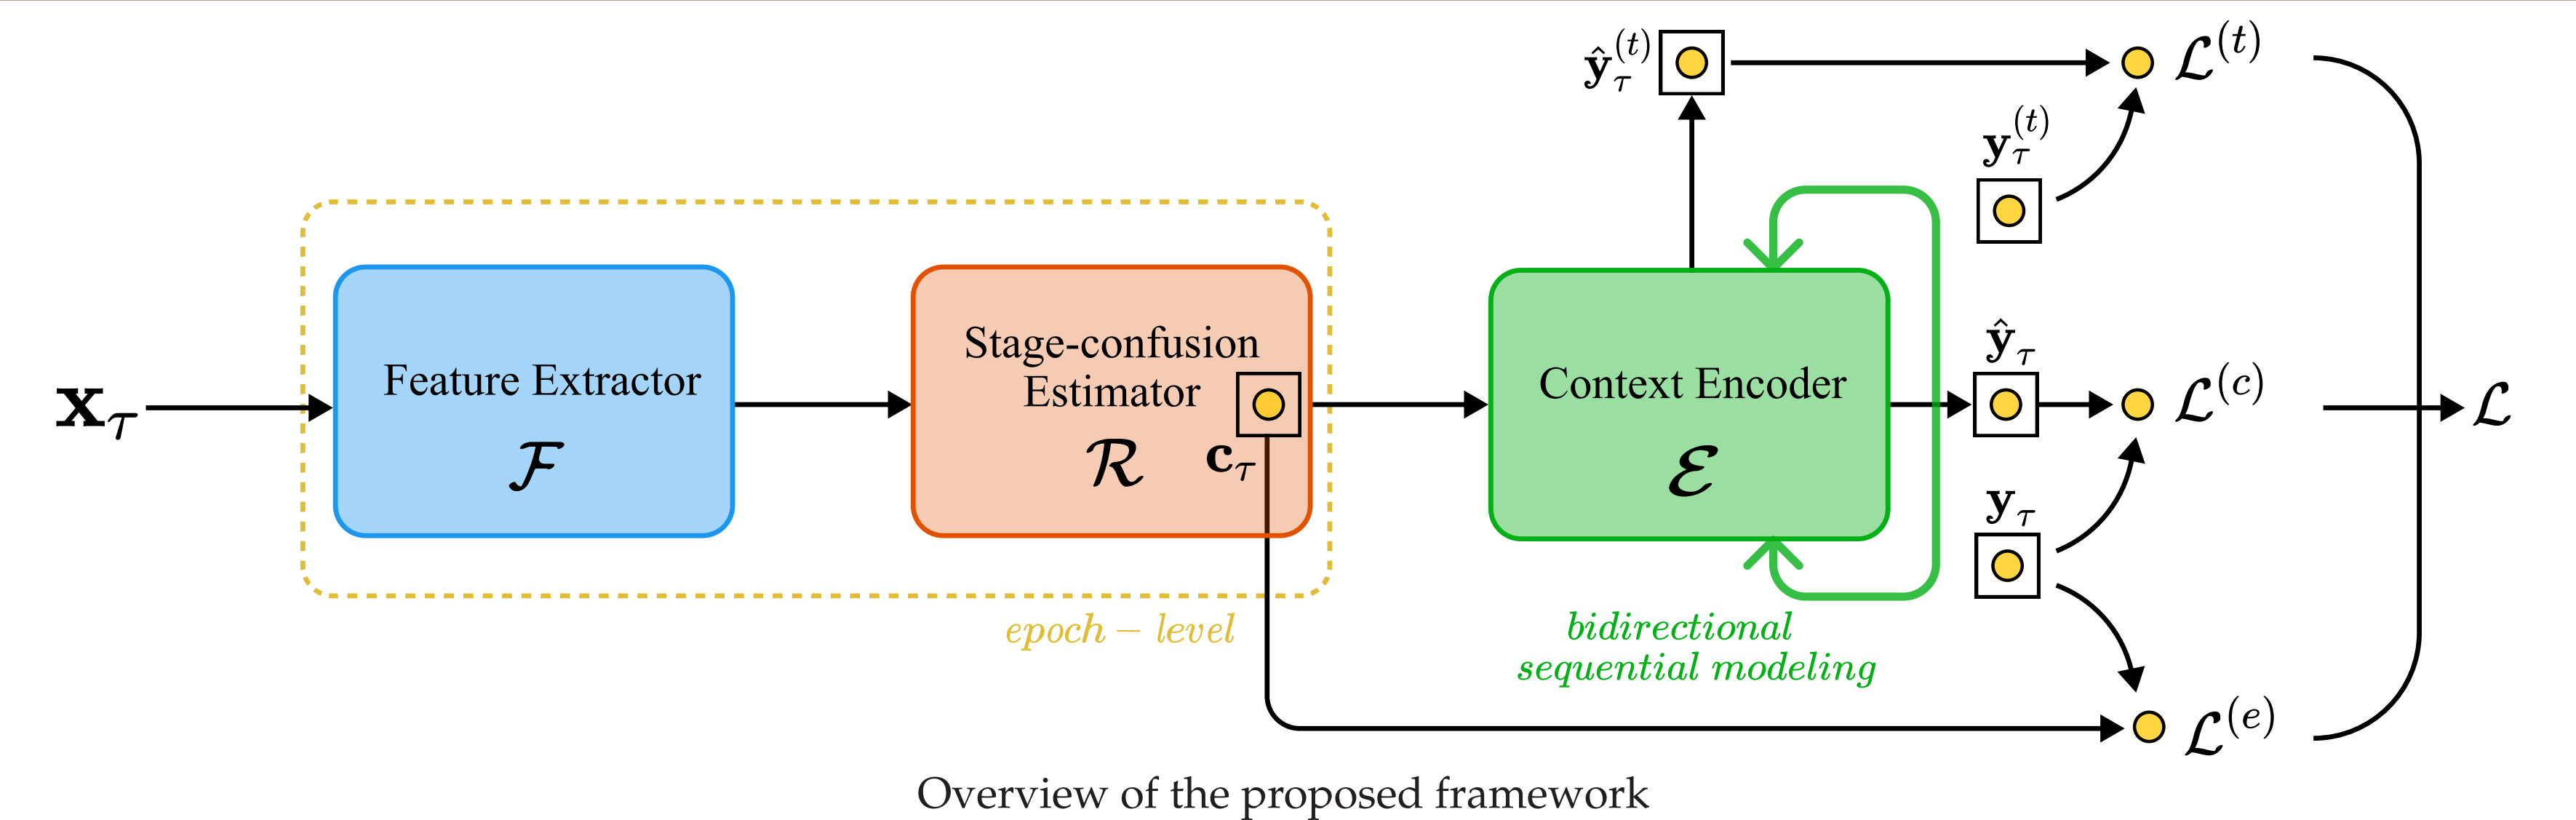 𝐱_τ
Feature Extractor
ℱ
Stage-confusion
Estimator
ℛ
𝐜_τ
epoch − level
Context Encoder
ℰ
bidirectional
sequential modeling
ŷ_τ^(t)
ℒ^(t)
𝐲_τ^(t)
ŷ_τ
ℒ^(c)
𝐲_τ
ℒ^(e)
ℒ
Overview of the proposed framework